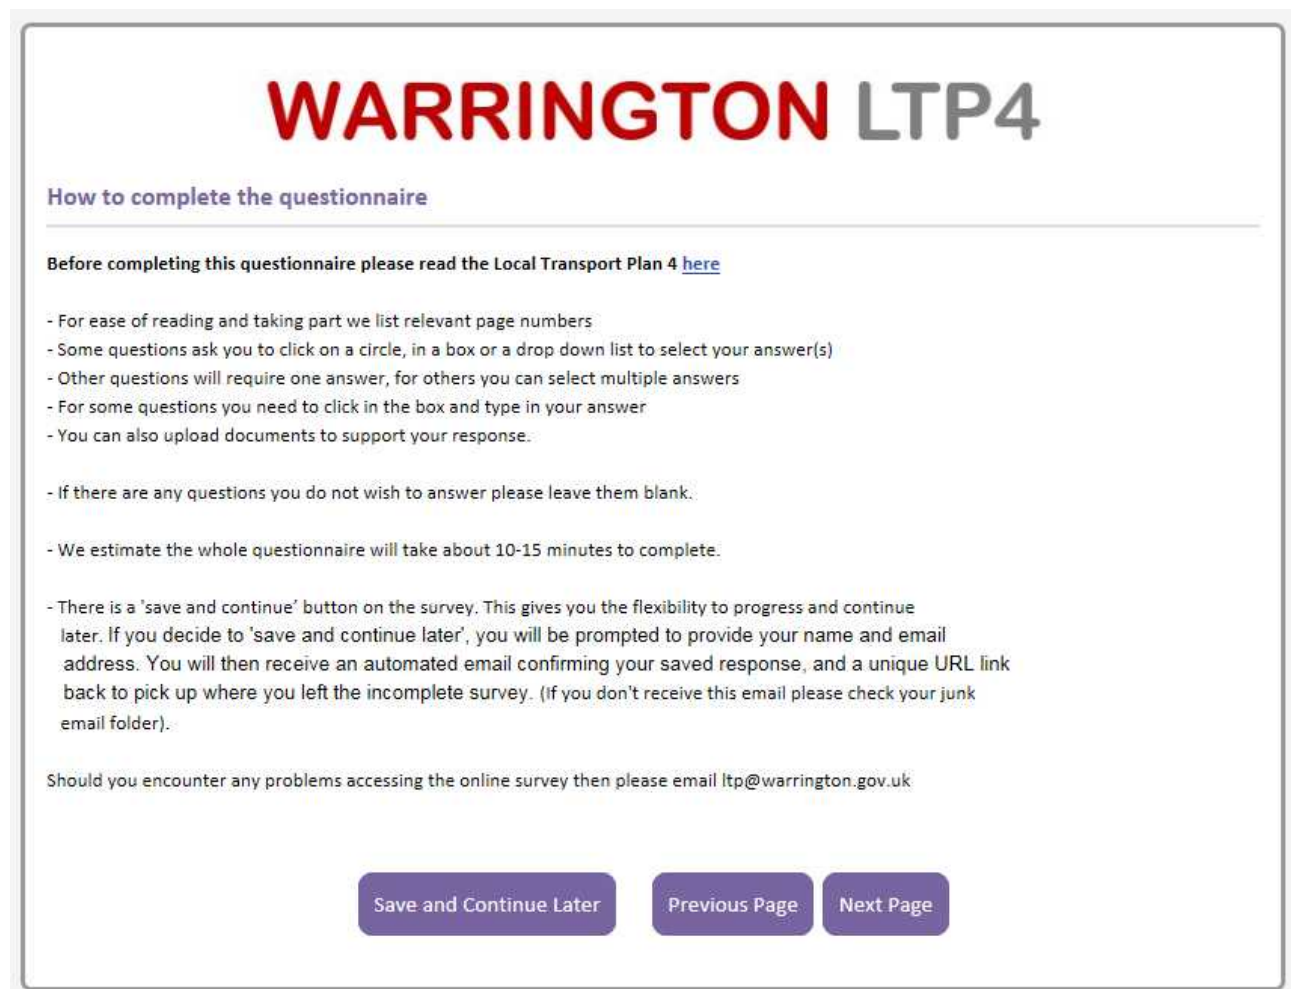 WARRINGTON LTP4
How to complete the questionnaire
Before completing this questionnaire please read the Local Transport Plan 4 here
- For ease of reading and taking part we list relevant page numbers
- Some questions ask you to click on a circle, in a box or a drop down list to select your answer(s)
- Other questions will require one answer, for others you can select multiple answers
- For some questions you need to click in the box and type in your answer
- You can also upload documents to support your response.
- If there are any questions you do not wish to answer please leave them blank.
- We estimate the whole questionnaire will take about 10-15 minutes to complete.
- There is a 'save and continue' button on the survey. This gives you the flexibility to progress and continue
later. If you decide to 'save and continue later', you will be prompted to provide your name and email
address. You will then receive an automated email confirming your saved response, and a unique URL link
back to pick up where you left the incomplete survey. (If you don't receive this email please check your junk
email folder).
Should you encounter any problems accessing the online survey then please email ltp@warrington.gov.uk
Save and Continue Later Previous Page Next Page